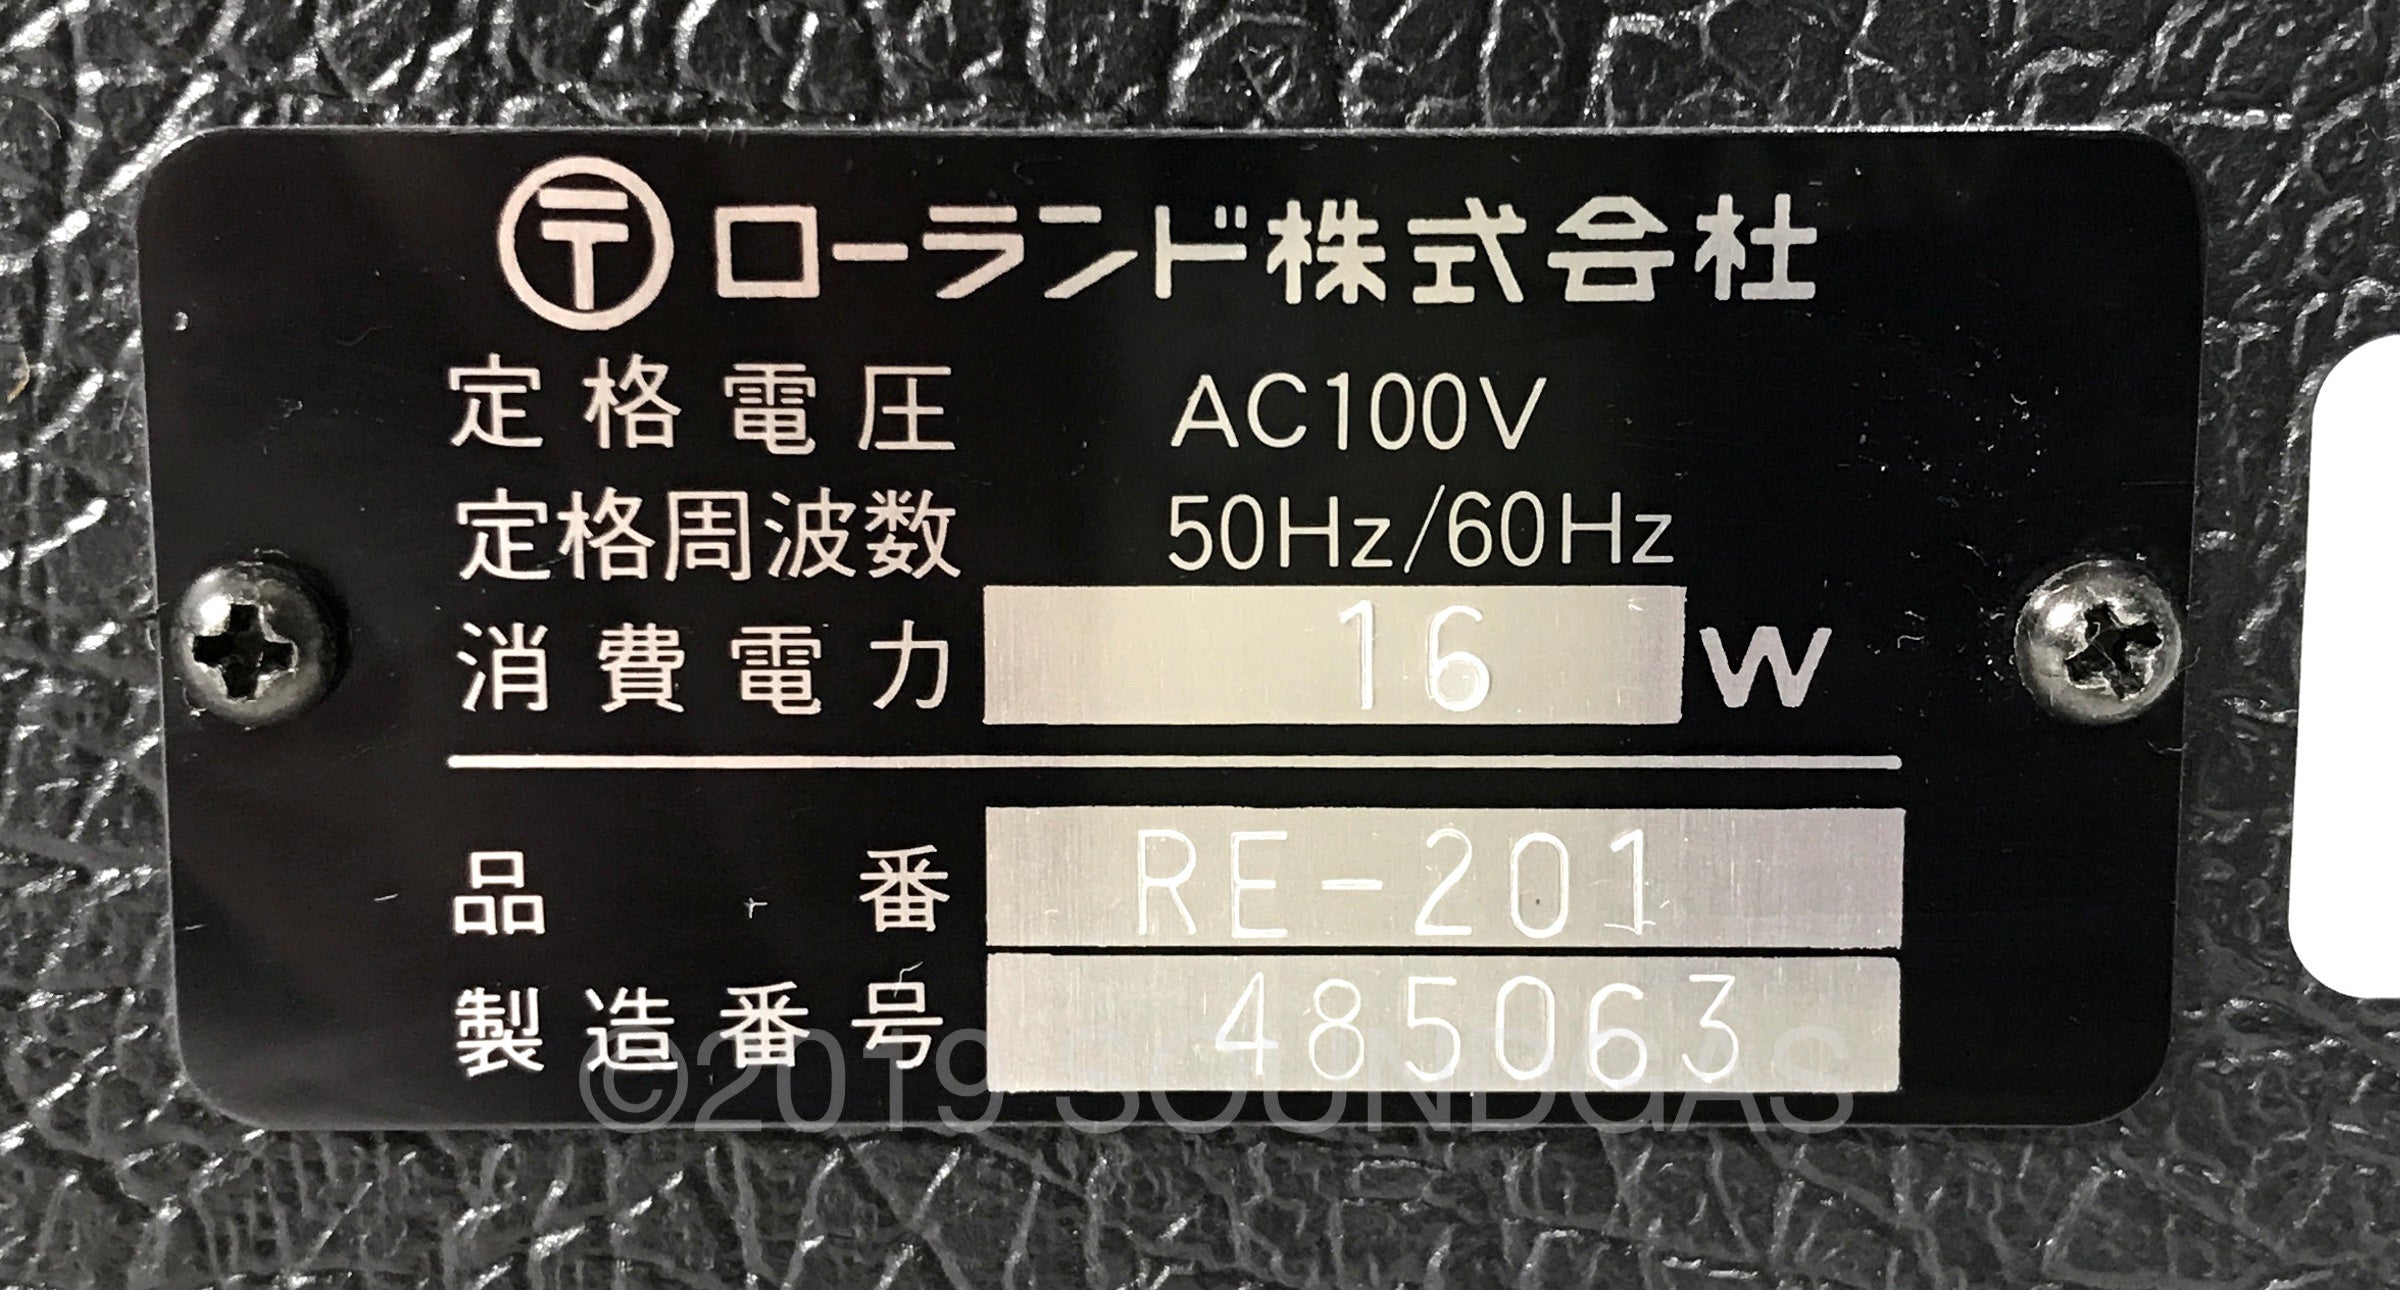 〶 ローランド株式会社
定格電圧 AC100V
定格周波数 50Hz/60Hz
消費電力 16 W
品番 RE-201
製造番号 485063
©2019 SOUNDGAS